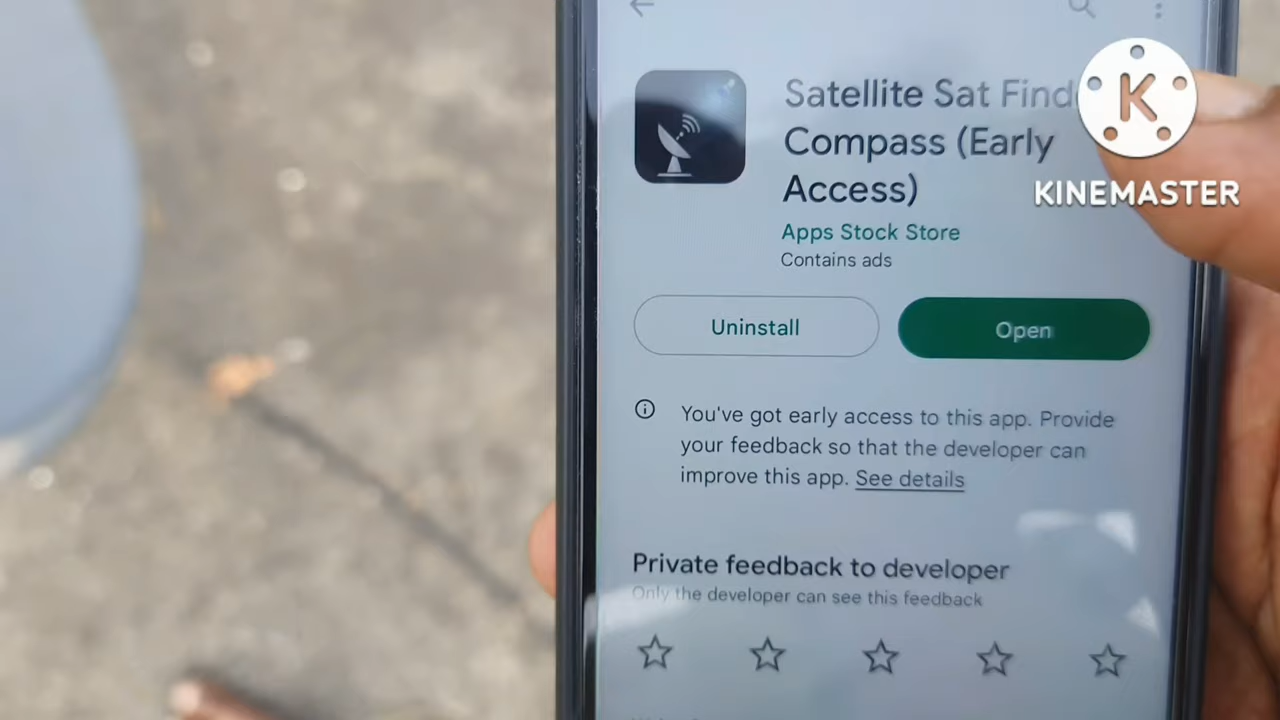 Satellite Sat Find
Compass (Early
Access)
Apps Stock Store
Contains ads
Uninstall
Open
You've got early access to this app. Provide
your feedback so that the developer can
improve this app. See details
Private feedback to developer
Only the developer can see this feedback
K
KINEMASTER